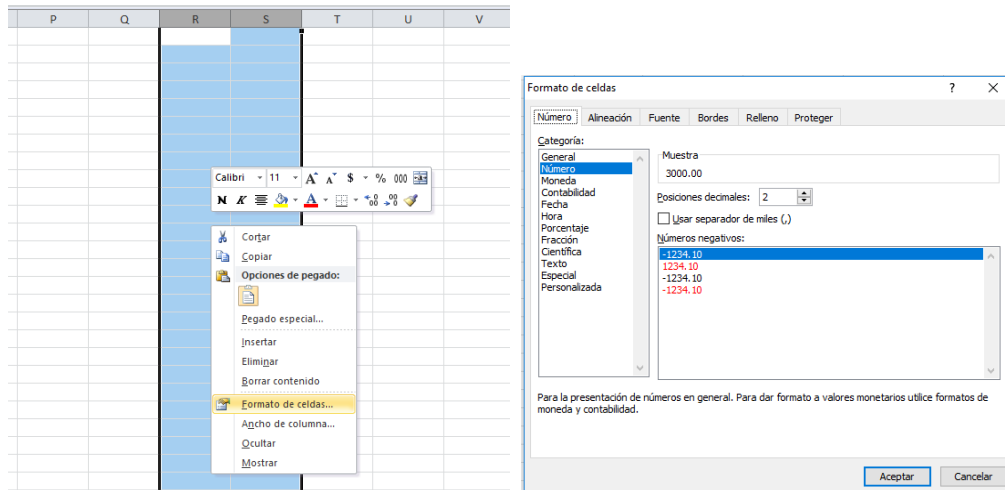 P Q R S T U V
Calibri 11 A A $ % 000
N K A
Cortar
Copiar
Opciones de pegado:
Pegado especial...
Insertar
Eliminar
Borrar contenido
Formato de celdas...
Ancho de columna...
Ocultar
Mostrar
Formato de celdas ?
Número Alineación Fuente Bordes Relleno Proteger
Categoría:
General
Número
Moneda
Contabilidad
Fecha
Hora
Porcentaje
Fracción
Científica
Texto
Especial
Personalizada
Muestra
3000.00
Posiciones decimales: 2
Usar separador de miles (,)
Números negativos:
-1234.10
1234.10
-1234.10
-1234.10
Para la presentación de números en general. Para dar formato a valores monetarios utilice formatos de
moneda y contabilidad.
Aceptar Cancelar